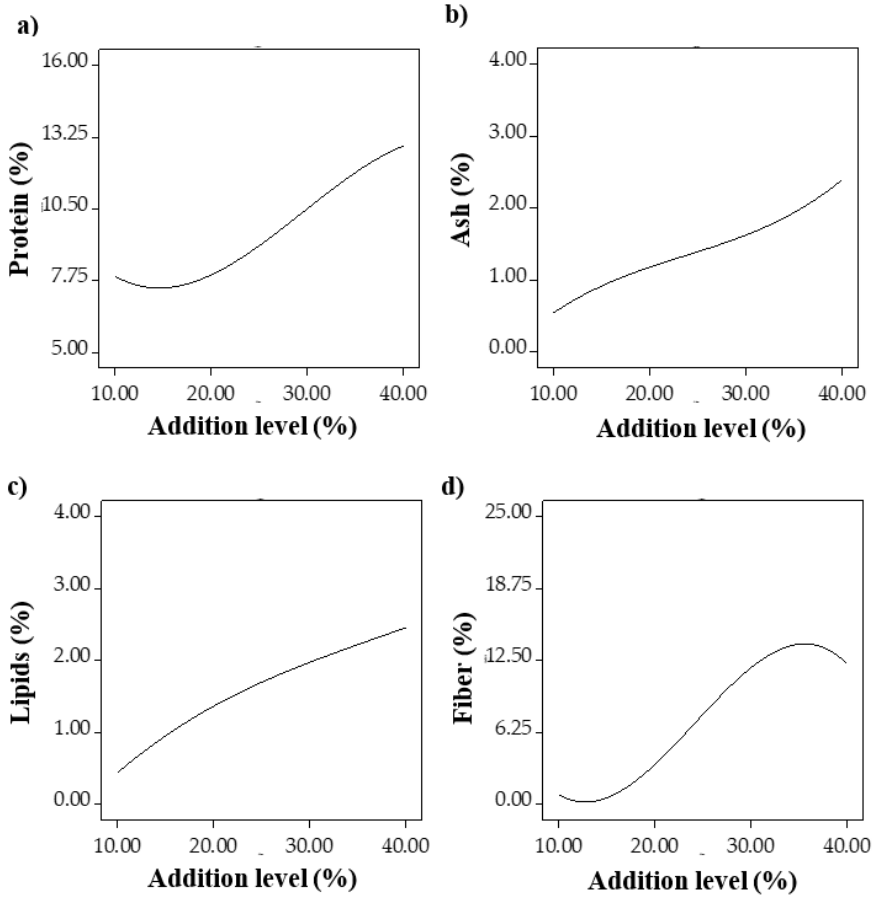 a)
16.00
13.25
10.50
7.75
5.00
Protein (%)
10.00 20.00 30.00 40.00
Addition level (%)
b)
4.00
3.00
2.00
1.00
0.00
Ash (%)
10.00 20.00 30.00 40.00
Addition level (%)
c)
4.00
3.00
2.00
1.00
0.00
Lipids (%)
10.00 20.00 30.00 40.00
Addition level (%)
d)
25.00
18.75
12.50
6.25
0.00
Fiber (%)
10.00 20.00 30.00 40.00
Addition level (%)